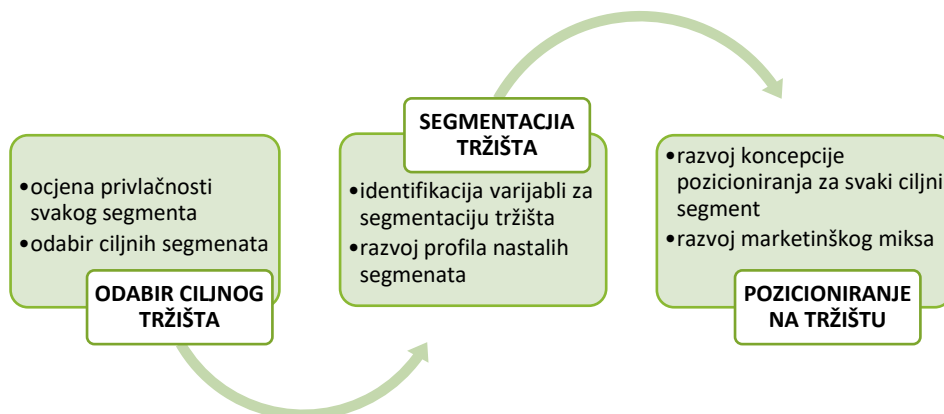 •ocjena privlačnosti
svakog segmenta
•odabir ciljnih segmenata
ODABIR CILJNOG
TRŽIŠTA
SEGMENTACJIA
TRŽIŠTA
•identifikacija varijabli za
segmentaciju tržišta
•razvoj profila nastalih
segmenata
•razvoj koncepcije
pozicioniranja za svaki ciljni
segment
•razvoj marketinškog miksa
POZICIONIRANJE
NA TRŽIŠTU